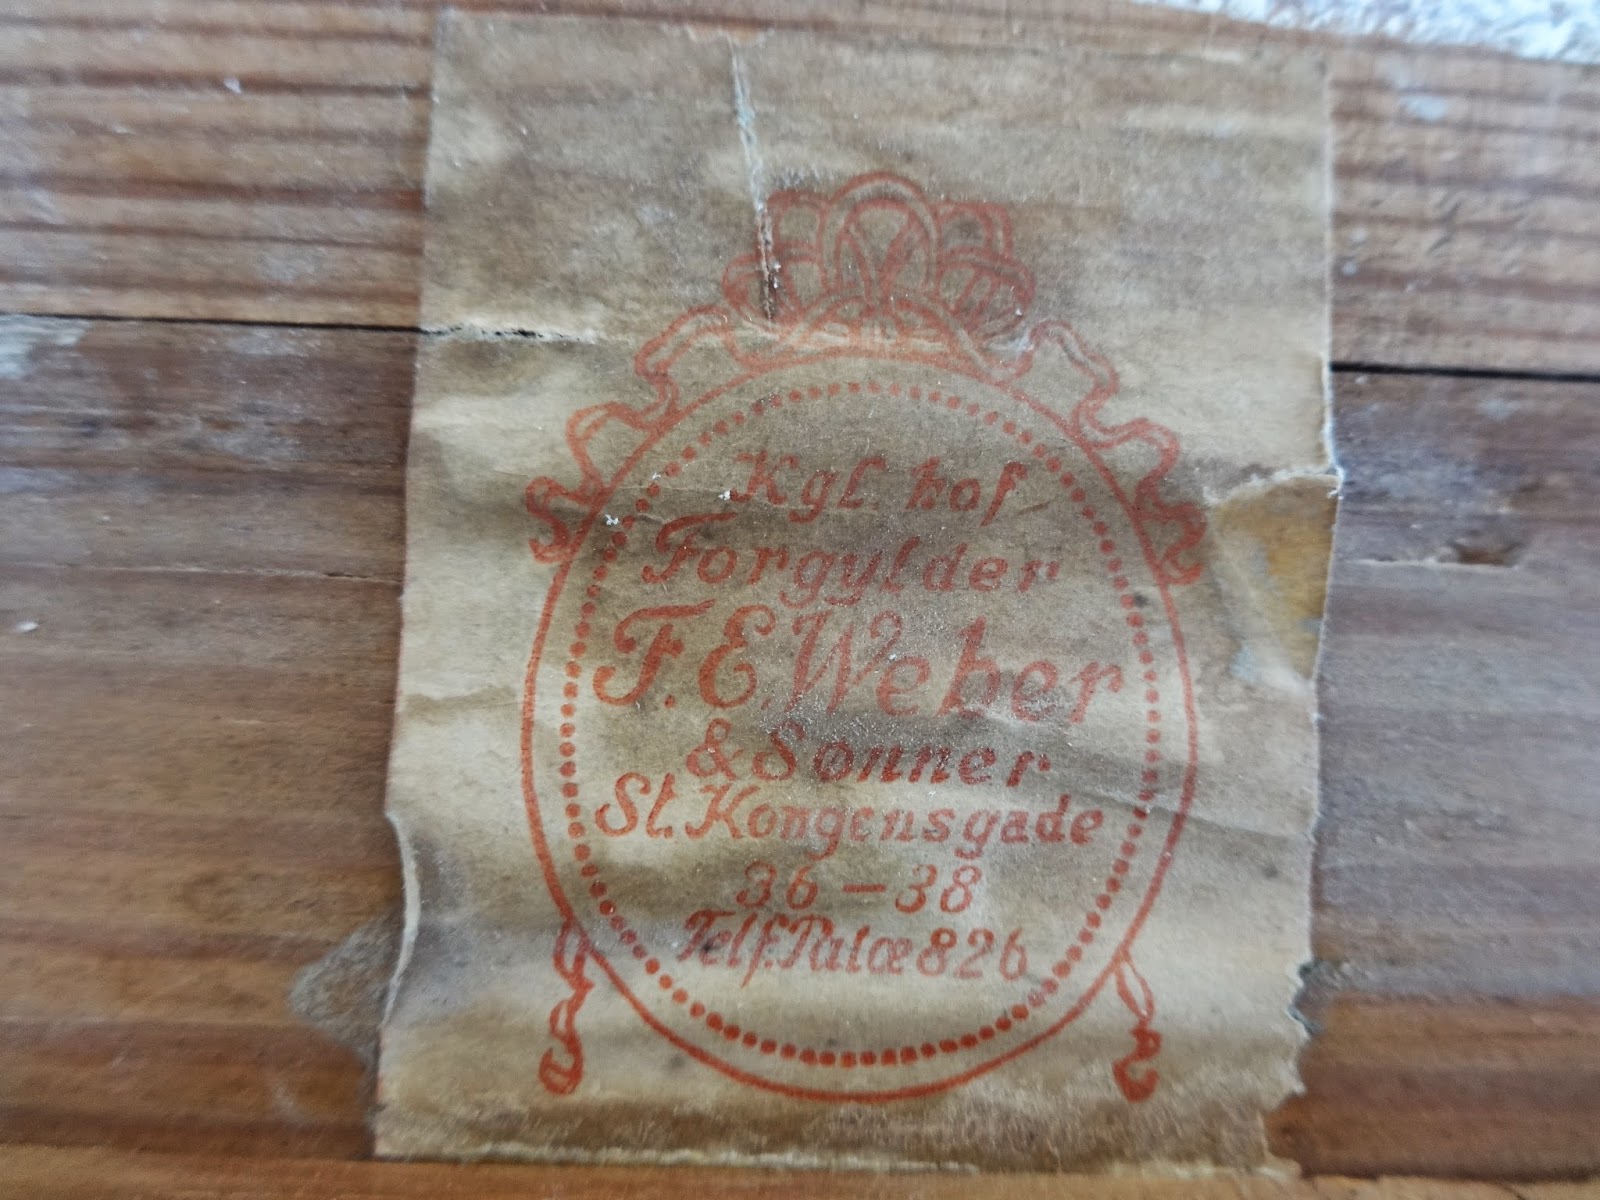 Kgl. hof
Forgylder
F. E. Weber
& Sønner
St. Kongensgade
36 — 38
Telf. Palæ 826